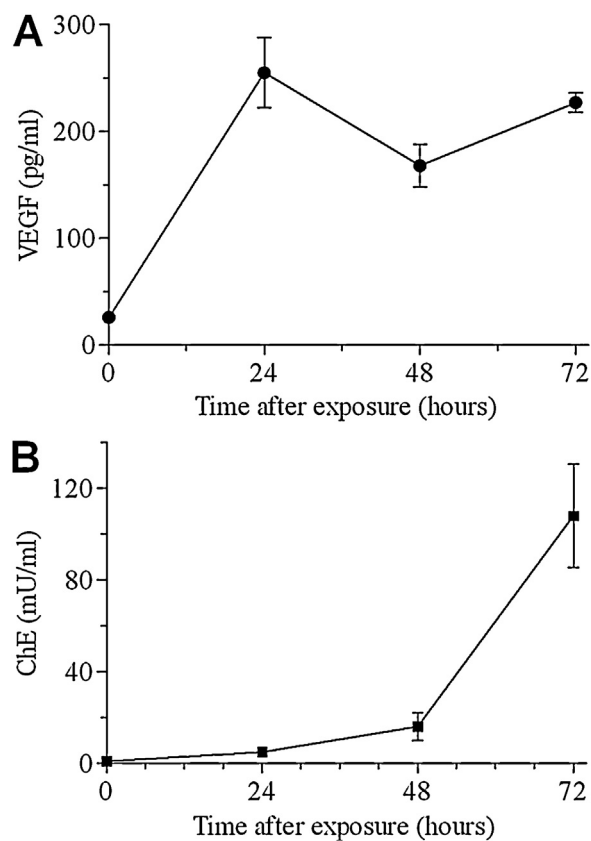 A
300
200
100
0
VEGF (pg/ml)
0 24 48 72
Time after exposure (hours)
B
120
80
40
0
ChE (mU/ml)
0 24 48 72
Time after exposure (hours)